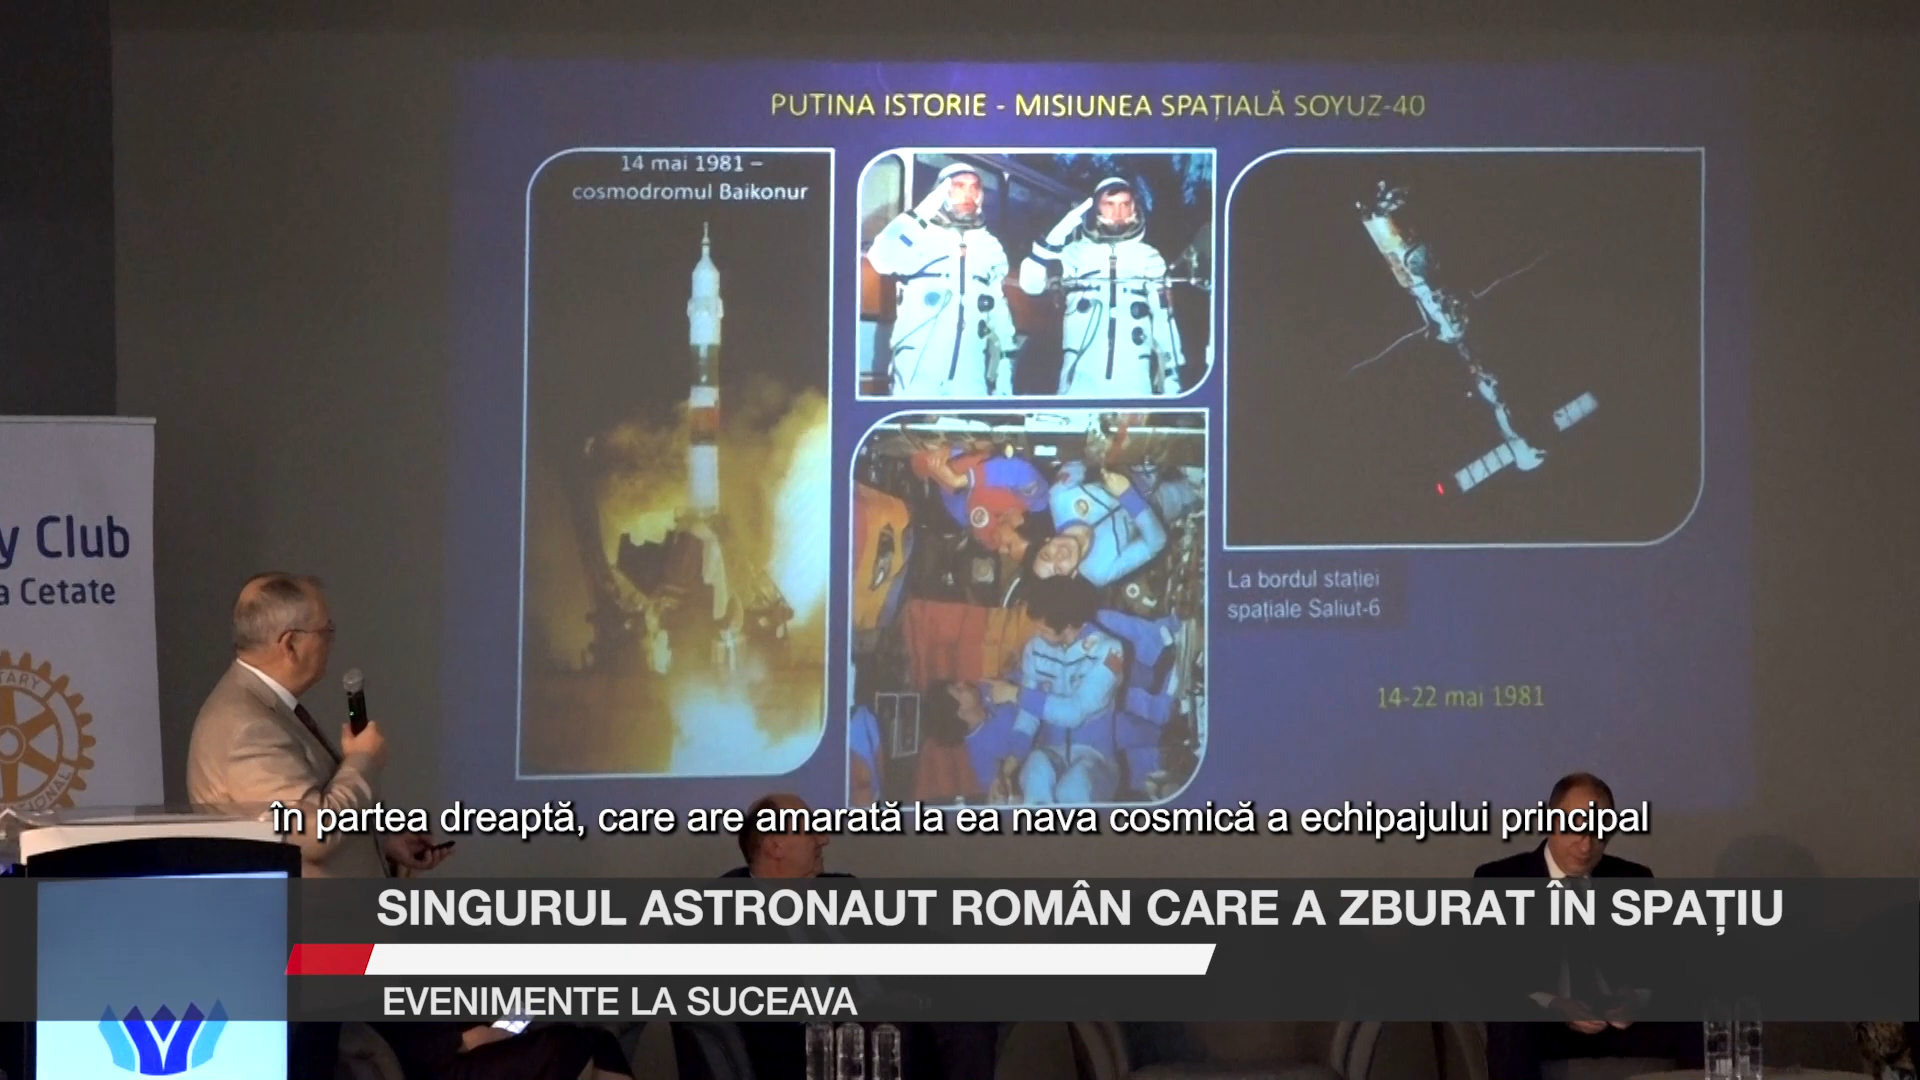 PUTINA ISTORIE - MISIUNEA SPAȚIALĂ SOYUZ-40
14 mai 1981 –
cosmodromul Baikonur
La bordul stației
spațiale Saliut-6
14-22 mai 1981
y Club
a Cetate
TARY
în partea dreaptă, care are amarată la ea nava cosmică a echipajului principal
SINGURUL ASTRONAUT ROMÂN CARE A ZBURAT ÎN SPAȚIU
EVENIMENTE LA SUCEAVA